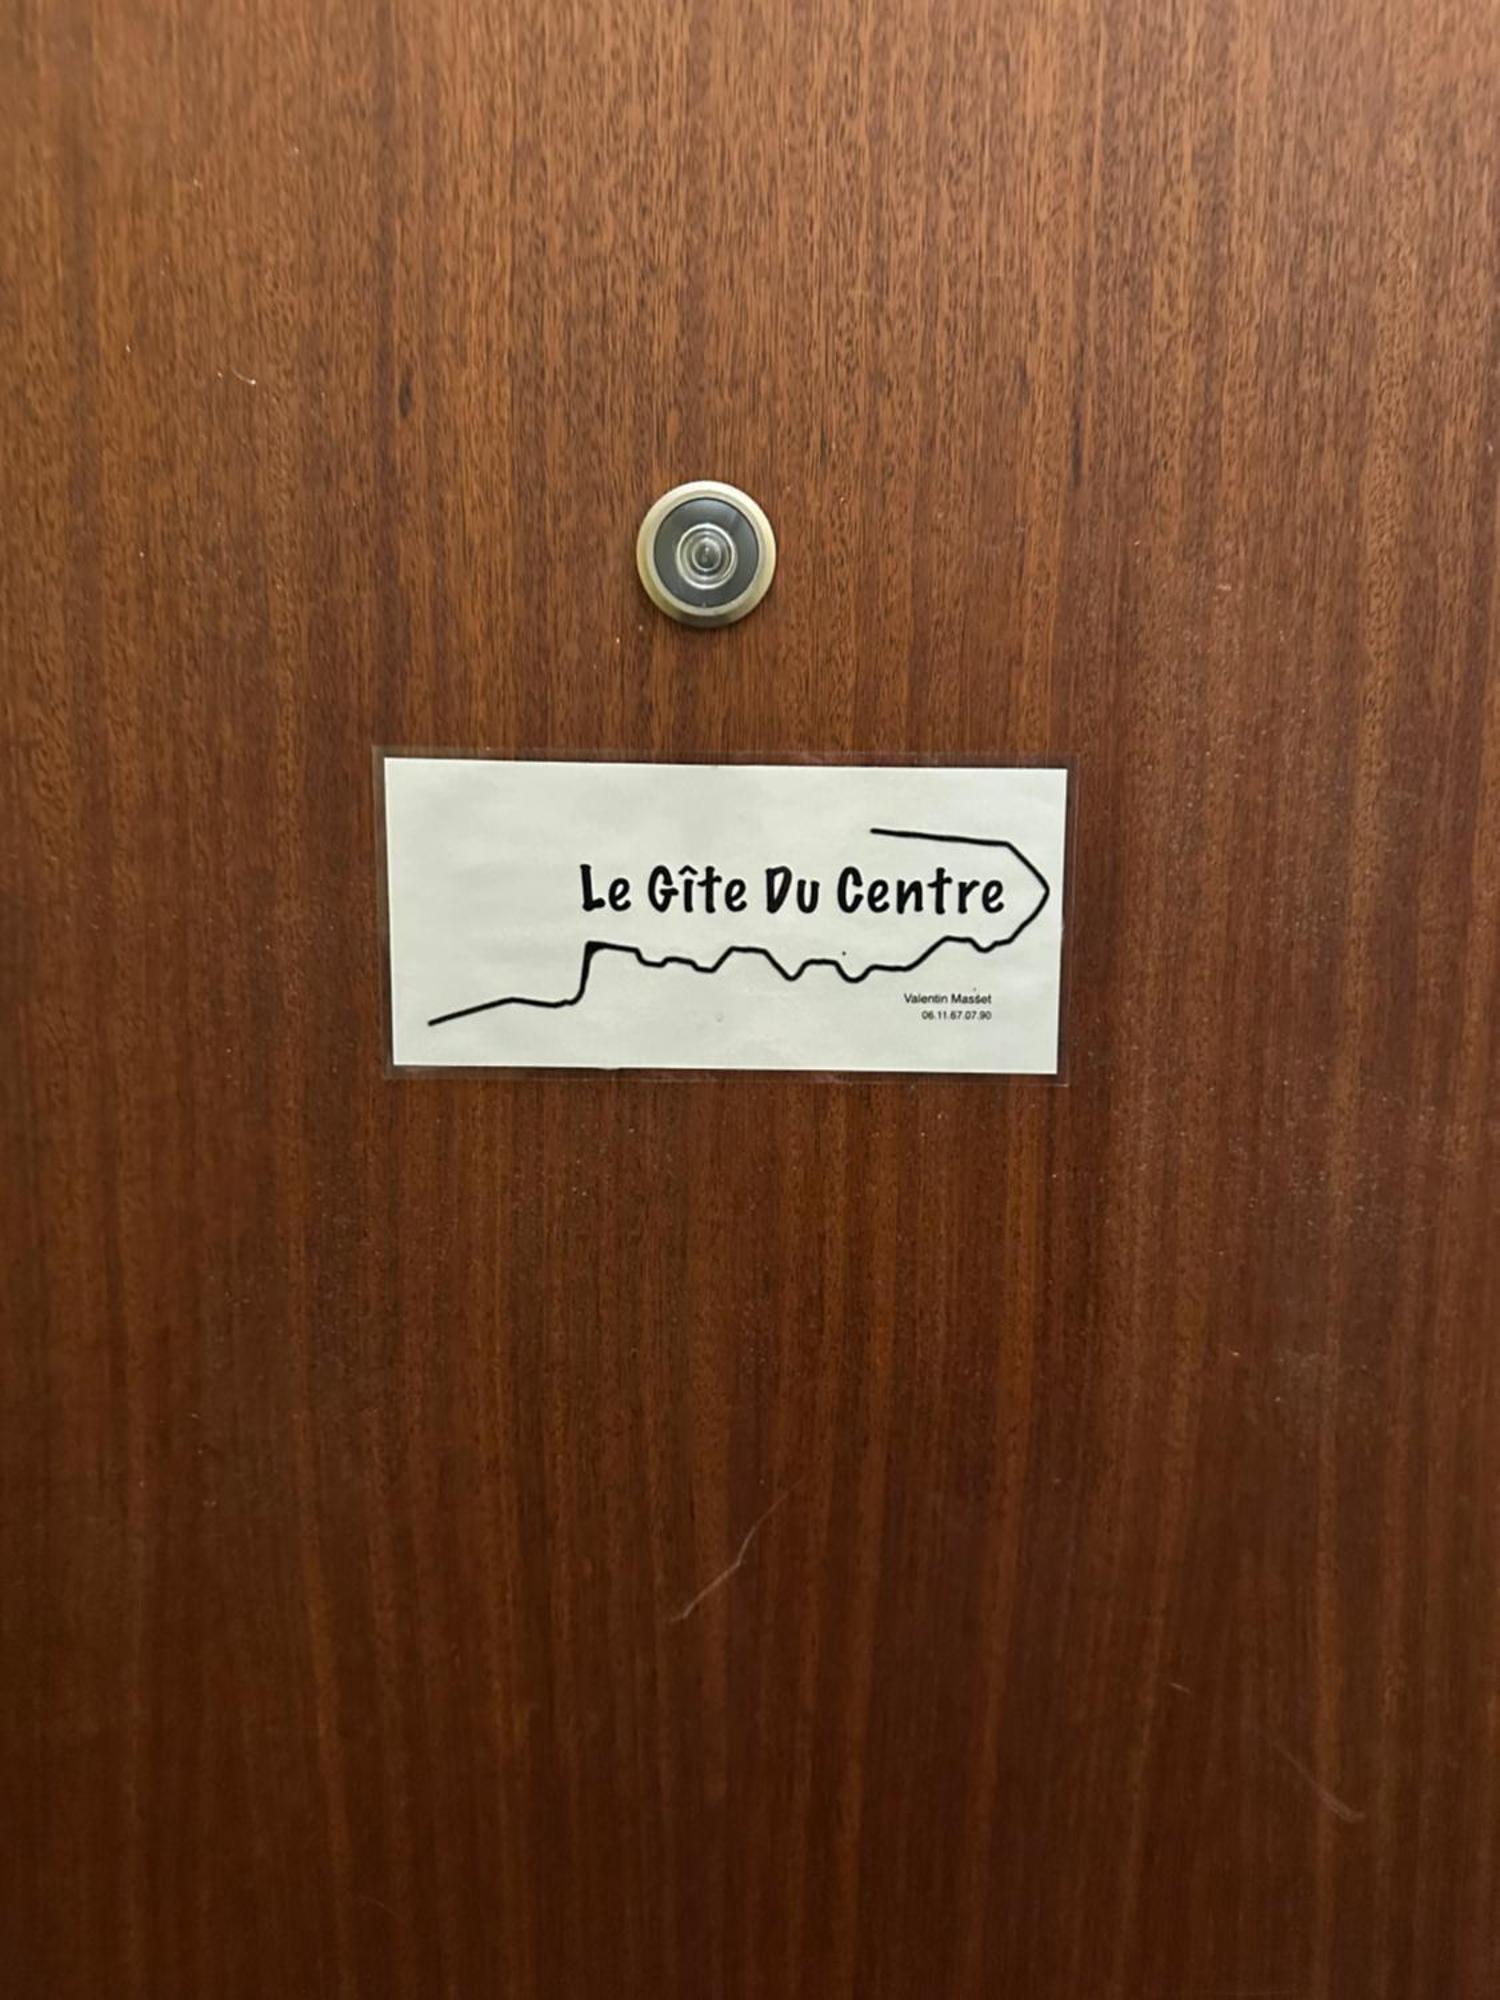 Le Gîte Du Centre
Valentin Masset
06.11.67.07.90